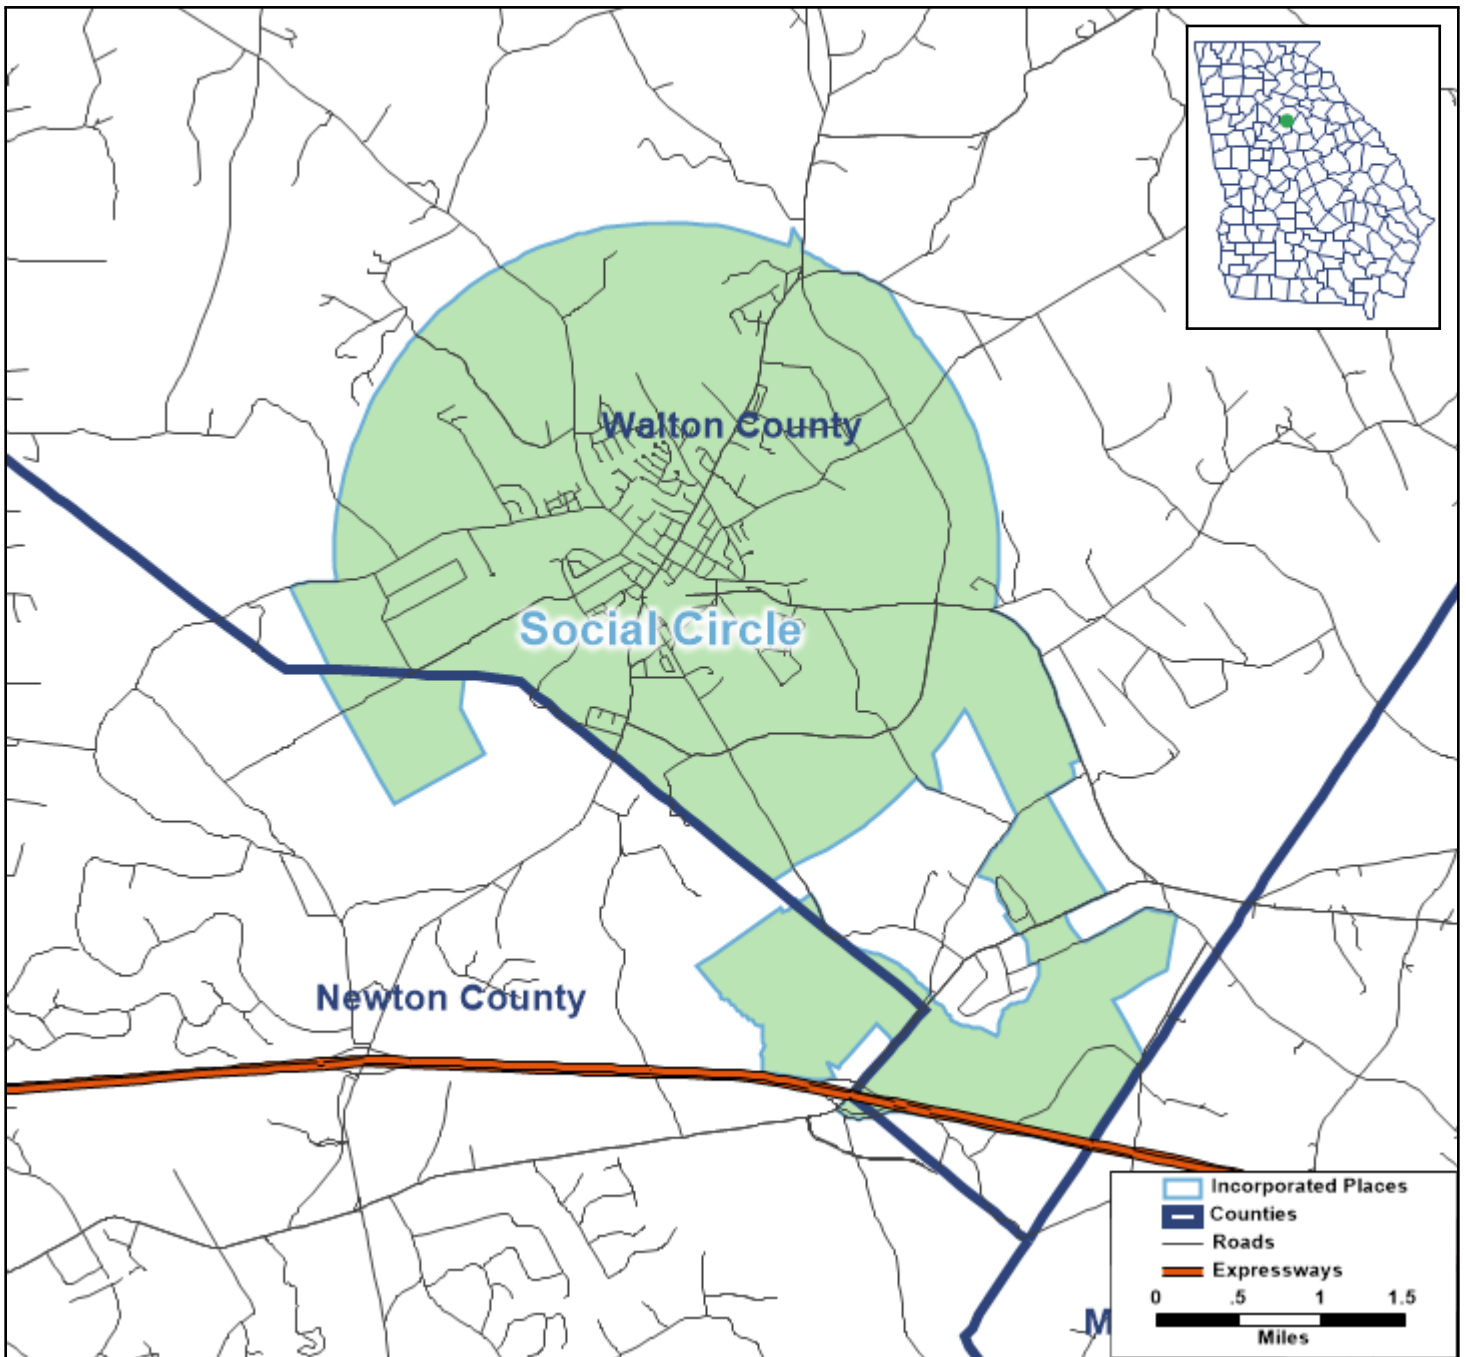 Walton County
Social Circle
Newton County
M
Incorporated Places
Counties
Roads
Expressways
0 .5 1 1.5
Miles